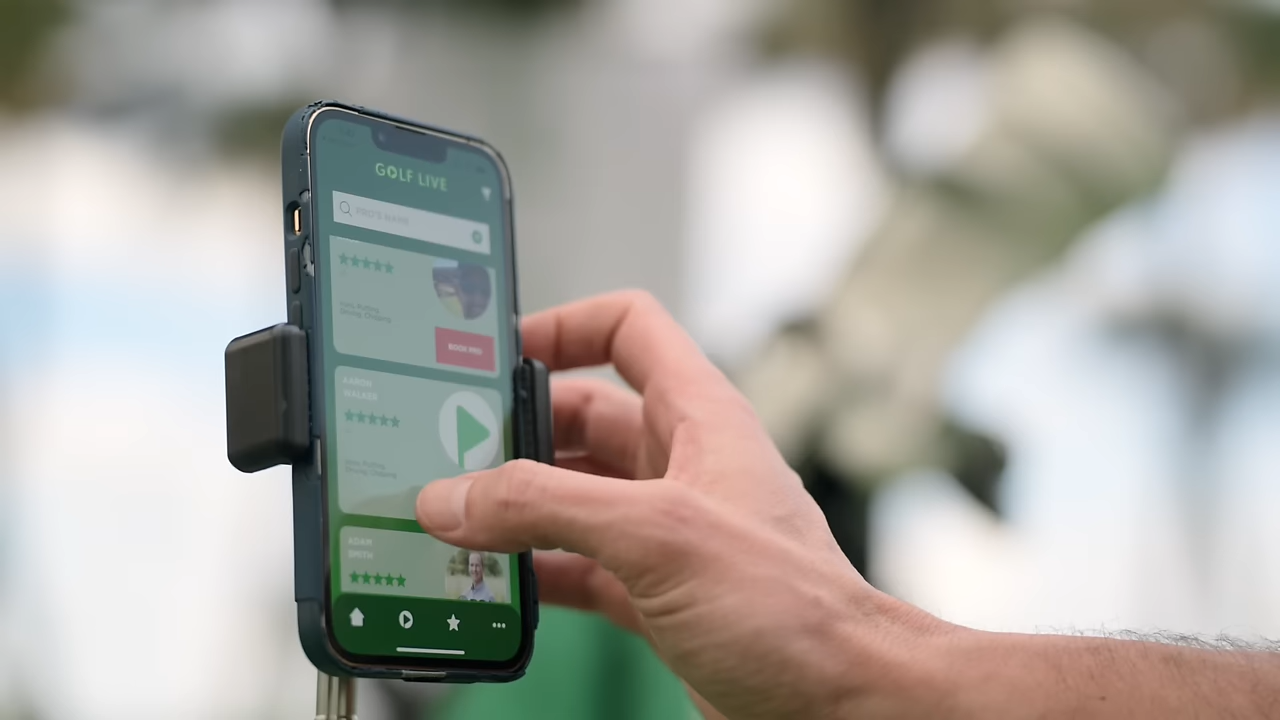 GOLF LIVE
PRO'S NAME
BOOK PRO
AARON
WALKER
ADAM
SMITH